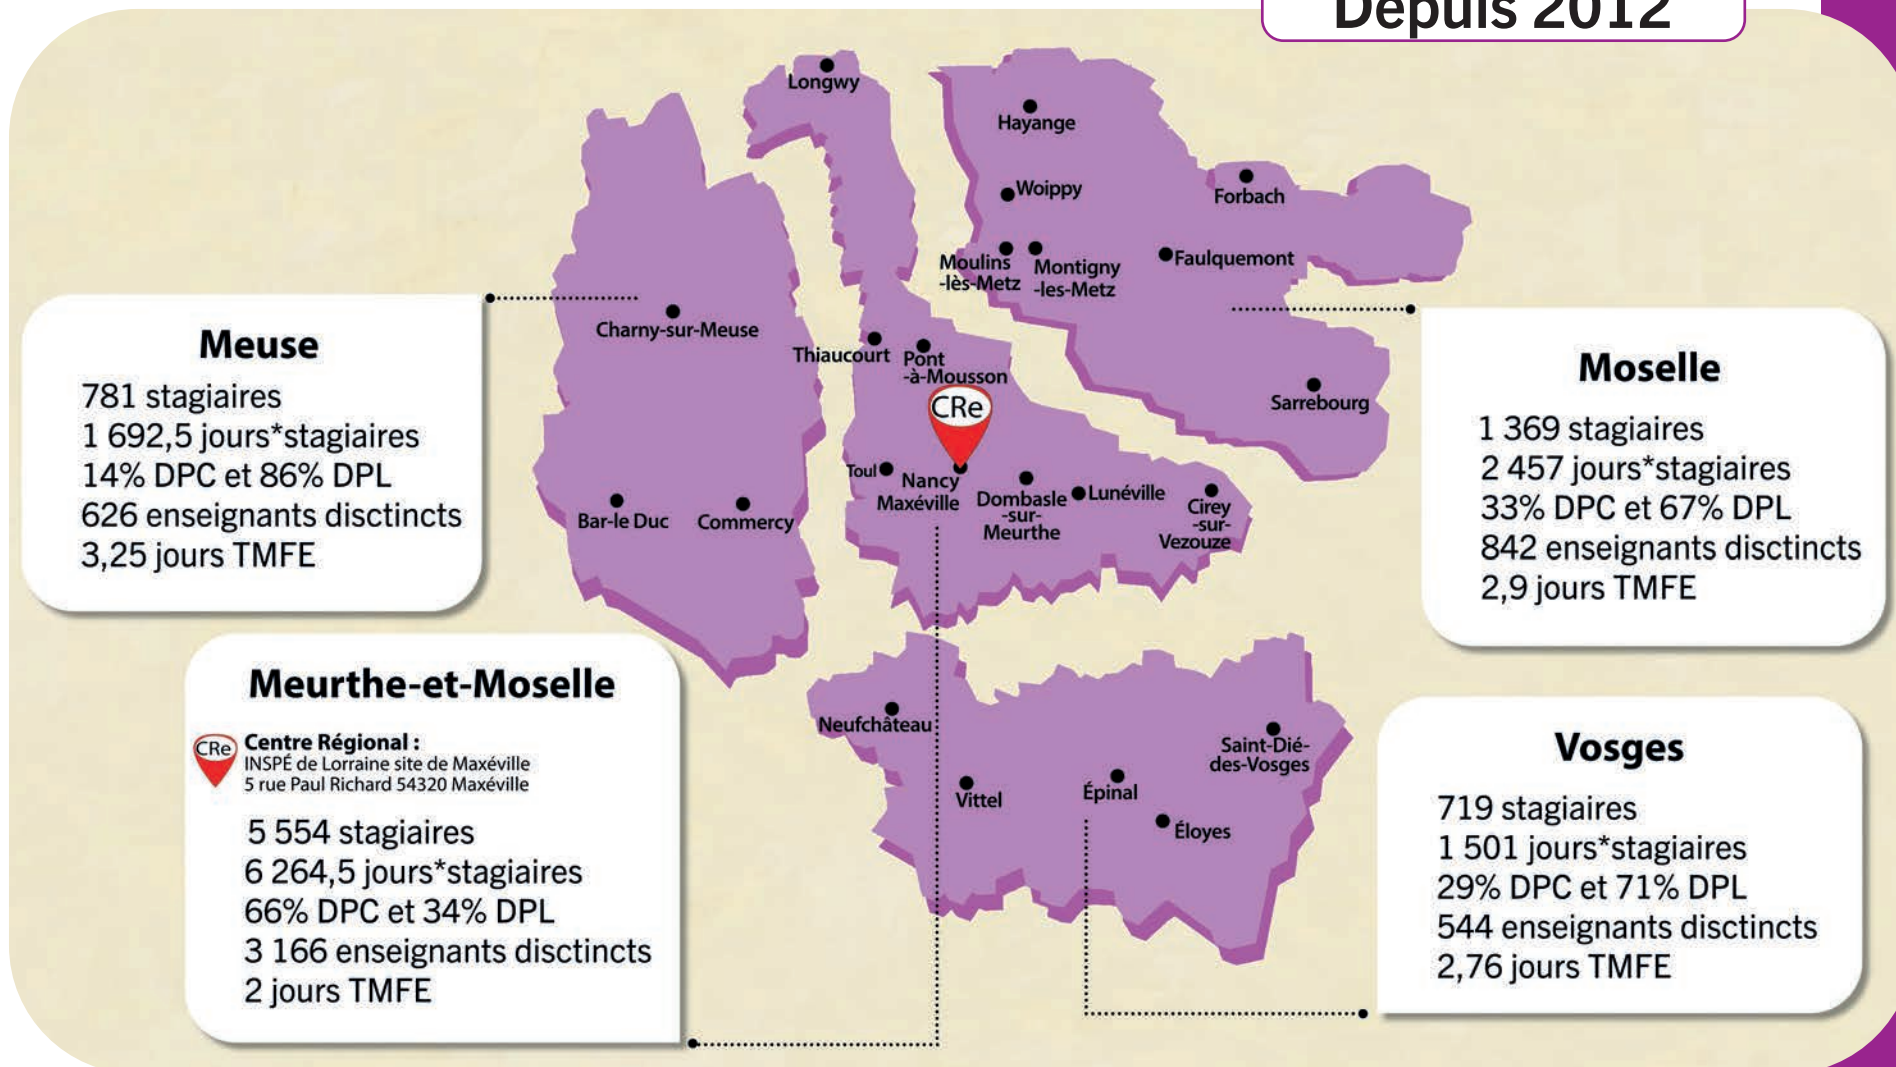 Depuis 2012
Longwy
Hayange
Woippy
Forbach
Moulins
-lès-Metz
Montigny
-les-Metz
Faulquemont
Charny-sur-Meuse
Thiaucourt
Pont
-à-Mousson
Sarrebourg
CRe
Toul
Nancy
Maxéville
Dombasle
-sur-
Meurthe
Lunéville
Cirey
-sur-
Vezouze
Bar-le Duc
Commercy
Neufchâteau
Vittel
Épinal
Éloyes
Saint-Dié-
des-Vosges
Meuse
781 stagiaires
1 692,5 jours*stagiaires
14% DPC et 86% DPL
626 enseignants disctincts
3,25 jours TMFE
Moselle
1 369 stagiaires
2 457 jours*stagiaires
33% DPC et 67% DPL
842 enseignants disctincts
2,9 jours TMFE
Meurthe-et-Moselle
CRe
Centre Régional :
INSPÉ de Lorraine site de Maxéville
5 rue Paul Richard 54320 Maxéville
5 554 stagiaires
6 264,5 jours*stagiaires
66% DPC et 34% DPL
3 166 enseignants disctincts
2 jours TMFE
Vosges
719 stagiaires
1 501 jours*stagiaires
29% DPC et 71% DPL
544 enseignants disctincts
2,76 jours TMFE